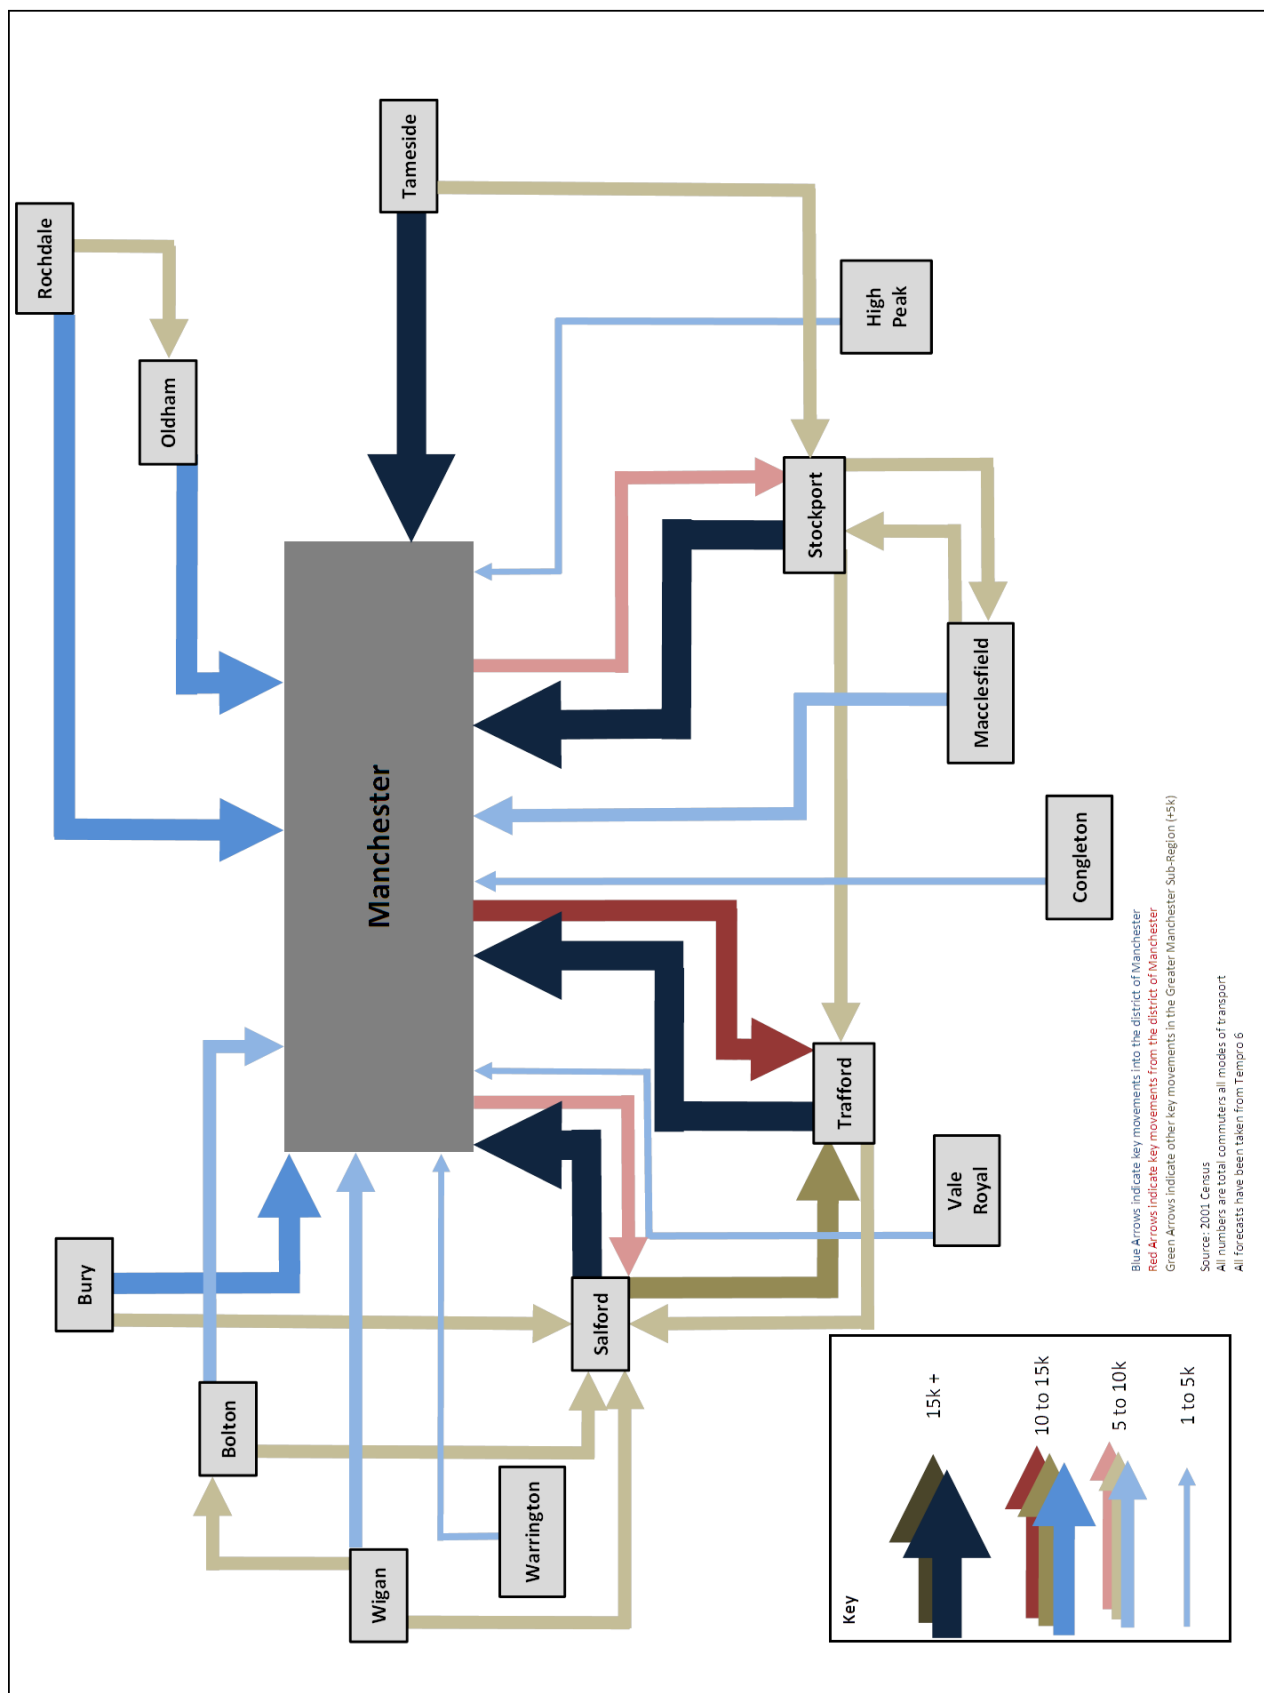 Rochdale
Oldham
Tameside
Bury
Bolton
Wigan
Warrington
Manchester
Salford
Trafford
Stockport
High
Peak
Macclesfield
Congleton
Vale
Royal
Key
15k +
10 to 15k
5 to 10k
1 to 5k
Blue Arrows indicate key movements into the district of Manchester
Red Arrows indicate key movements from the district of Manchester
Green Arrows indicate other key movements in the Greater Manchester Sub-Region (+5k)
Source: 2001 Census
All numbers are total commuters all modes of transport
All forecasts have been taken from Tempro 6